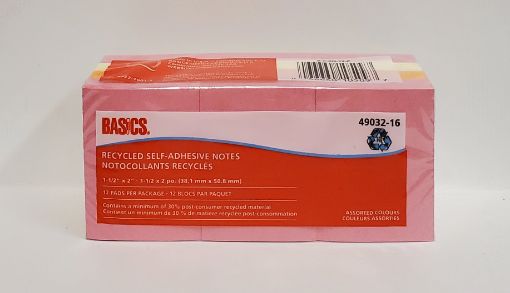 BASICS.
49032-16
RECYCLED SELF-ADHESIVE NOTES
NOTOCOLLANTS RECYCLES
1-1/2" x 2" - 1-1/2 x 2 po. (38.1 mm x 50.8 mm)
12 PADS PER PACKAGE - 12 BLOCS PAR PAQUET
Contains a minimum of 30% post-consumer recycled material
Contient un minimum de 30 % de matière recyclée post-consommation
ASSORTED COLOURS
COULEURS ASSORTIES